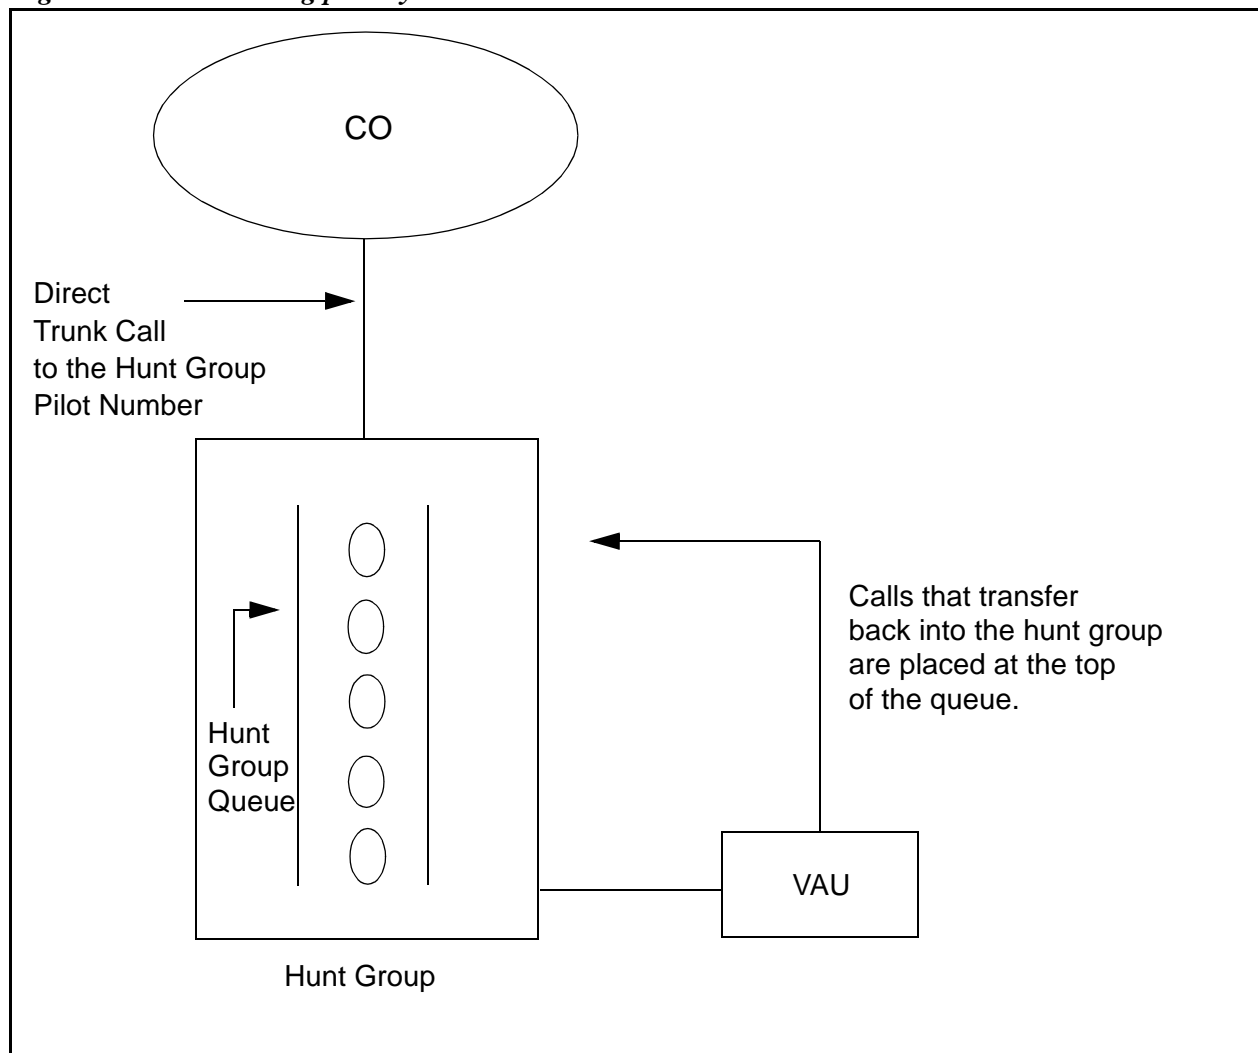 CO
Direct
Trunk Call
to the Hunt Group
Pilot Number
Hunt
Group
Queue
Calls that transfer
back into the hunt group
are placed at the top
of the queue.
VAU
Hunt Group